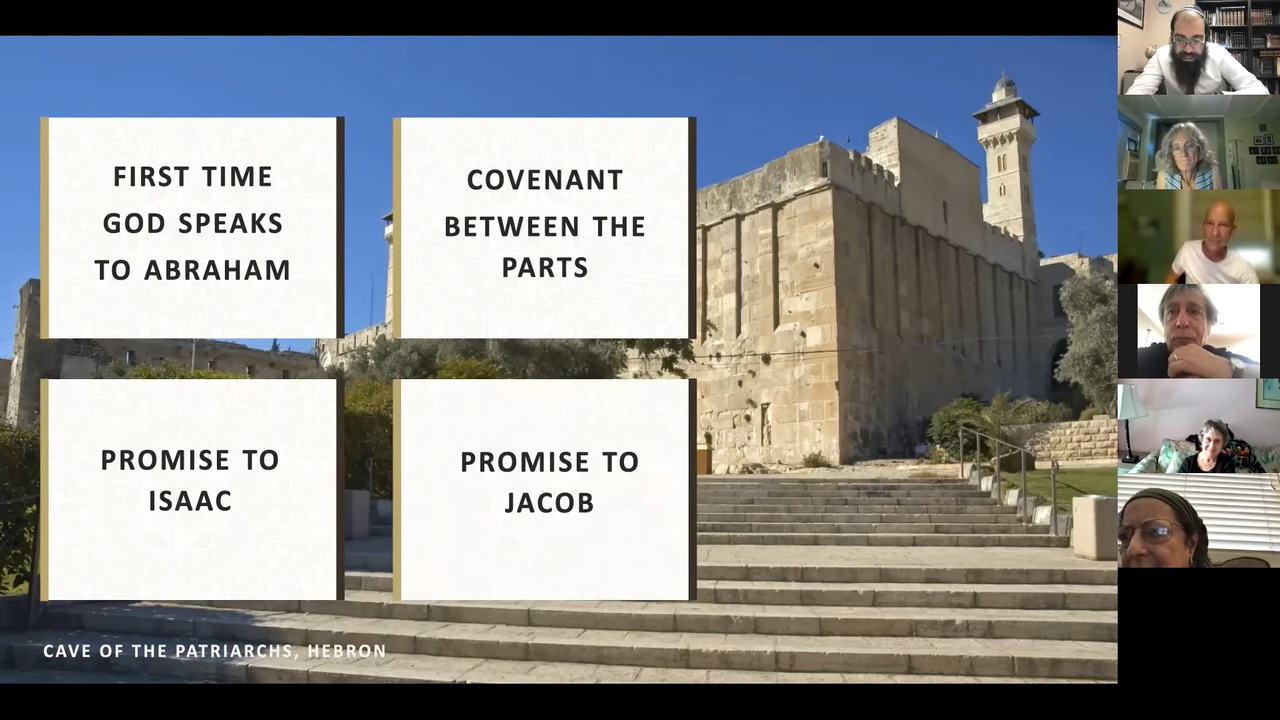 FIRST TIME
GOD SPEAKS
TO ABRAHAM
COVENANT
BETWEEN THE
PARTS
PROMISE TO
ISAAC
PROMISE TO
JACOB
CAVE OF THE PATRIARCHS, HEBRON